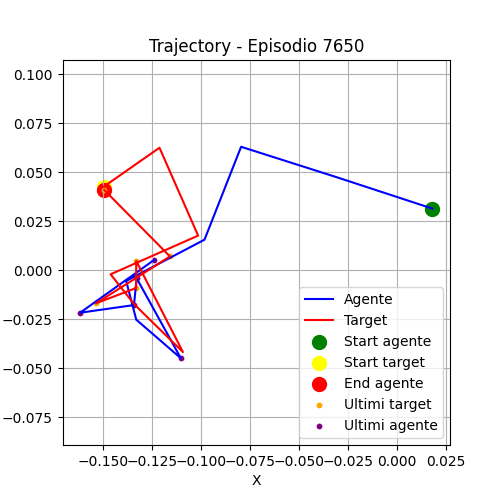 Trajectory - Episodio 7650
0.100
0.075
0.050
0.025
0.000
−0.025
−0.050
−0.075
−0.150
−0.125
−0.100
−0.075
−0.050
−0.025
0.000
0.025
X
Agente
Target
Start agente
Start target
End agente
Ultimi target
Ultimi agente